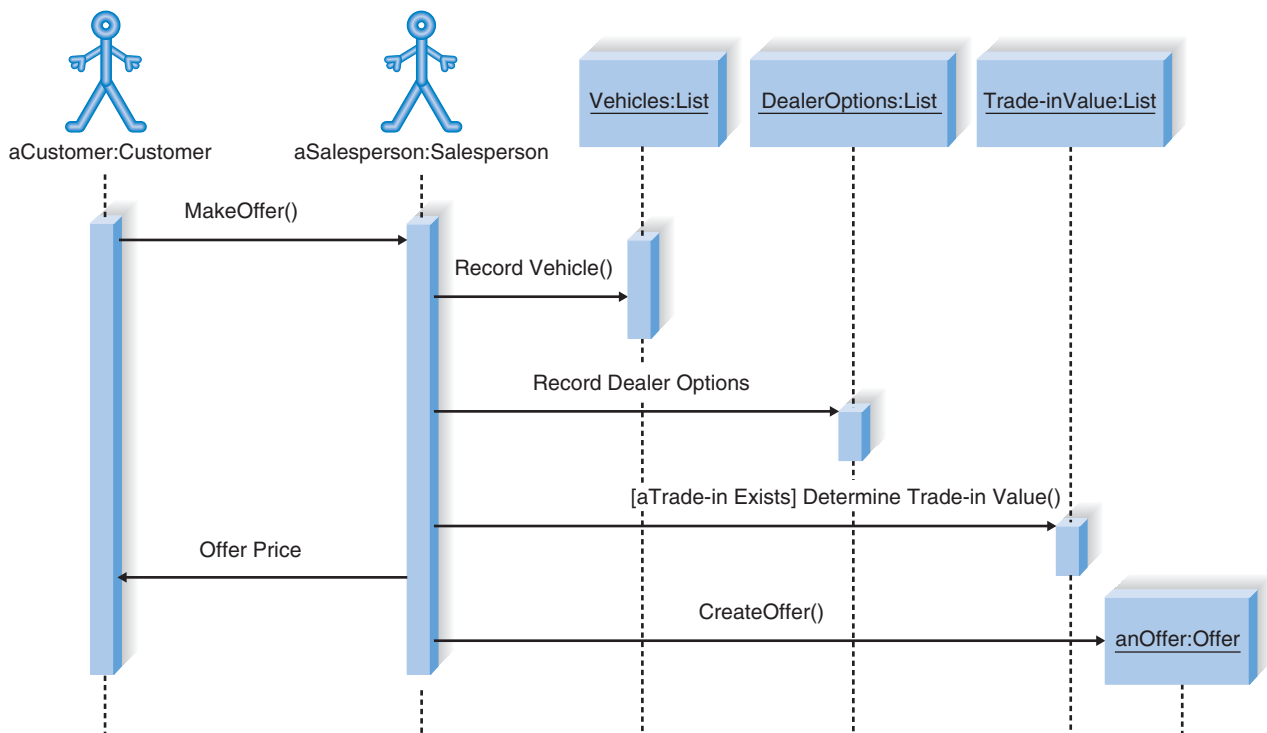 Vehicles:List
DealerOptions:List
Trade-inValue:List
aCustomer:Customer
aSalesperson:Salesperson
MakeOffer()
Record Vehicle()
Record Dealer Options
[aTrade-in Exists] Determine Trade-in Value()
Offer Price
CreateOffer()
anOffer:Offer